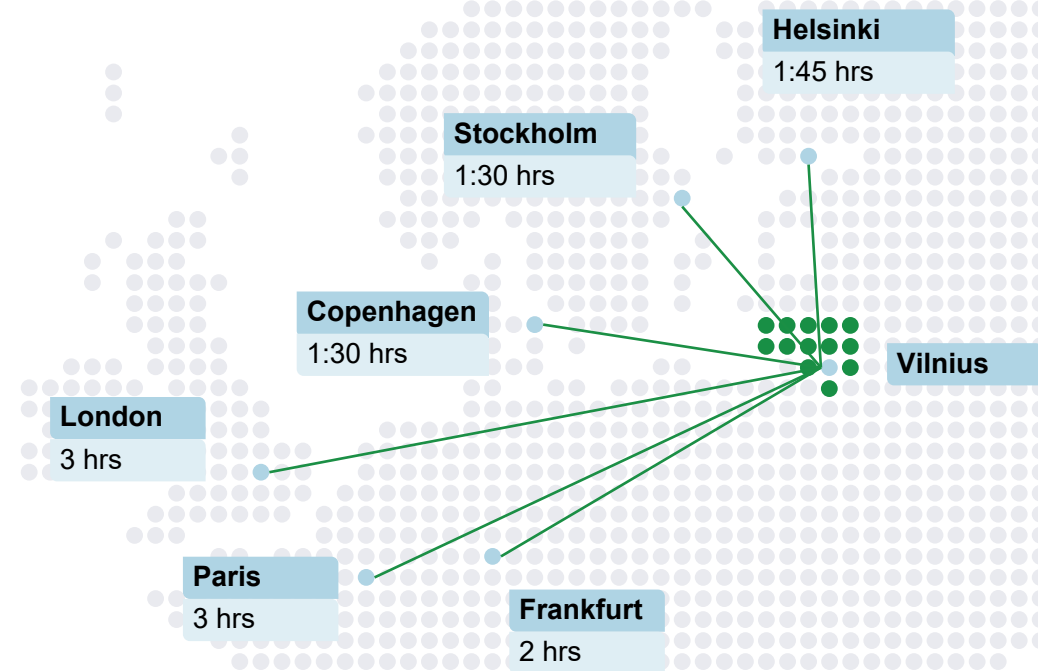 Helsinki
1:45 hrs
Stockholm
1:30 hrs
Copenhagen
1:30 hrs
Vilnius
London
3 hrs
Paris
3 hrs
Frankfurt
2 hrs